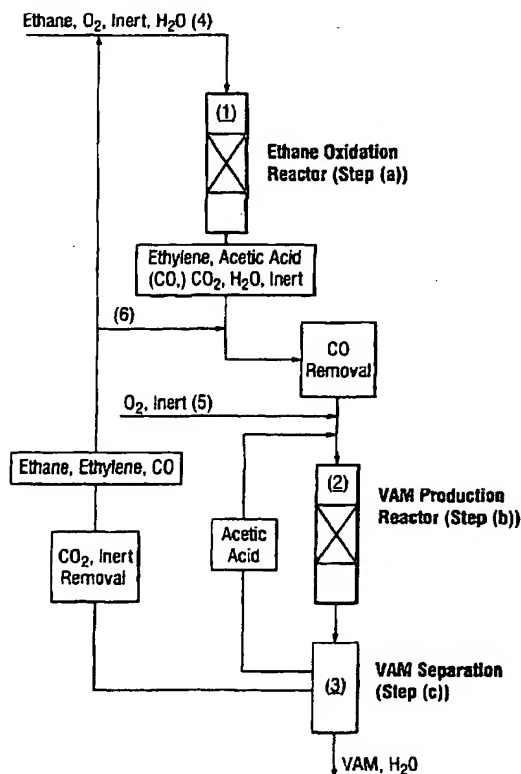 Ethane, O₂, Inert, H₂O (4)
(1)
Ethane Oxidation
Reactor (Step (a))
Ethylene, Acetic Acid
(CO,) CO₂, H₂O, Inert
(6)
CO
Removal
O₂, Inert (5)
Ethane, Ethylene, CO
(2)
VAM Production
Reactor (Step (b))
Acetic
Acid
CO₂, Inert
Removal
(3)
VAM Separation
(Step (c))
VAM, H₂O